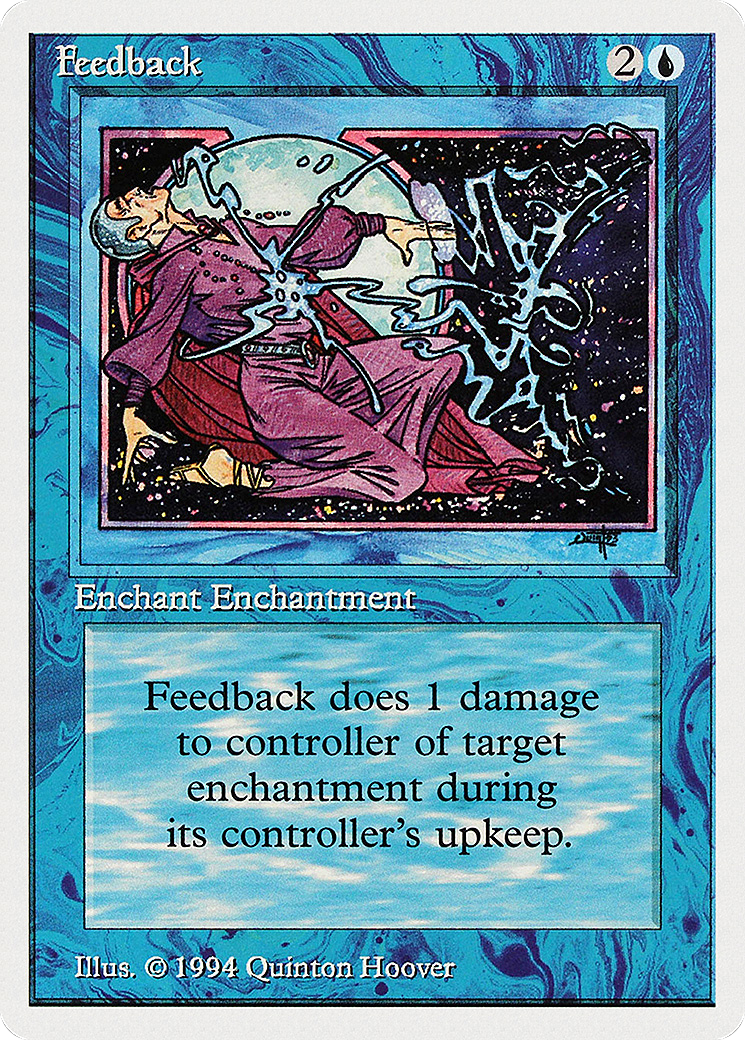 Feedback
2
Enchant Enchantment
Feedback does 1 damage
to controller of target
enchantment during
its controller's upkeep.
Illus. © 1994 Quinton Hoover